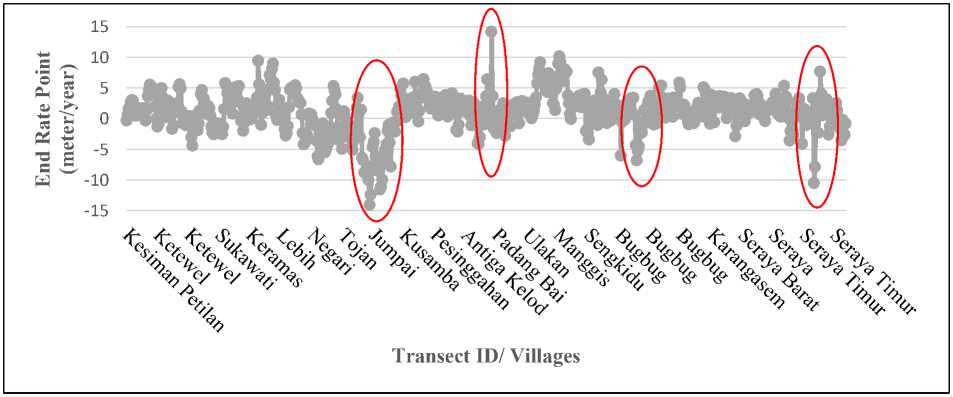 End Rate Point
(meter/year)
15
10
5
0
-5
-10
-15
Kesiman Petilan
Ketewel
Ketewel
Sukawati
Keramas
Lebih
Negari
Tojan
Jumpai
Kusamba
Pesinggahan
Antiga Kelod
Padang Bai
Ulakan
Manggis
Sengkidu
Bugbug
Bugbug
Bugbug
Karangasem
Seraya Barat
Seraya
Seraya Timur
Seraya Timur
Transect ID/ Villages